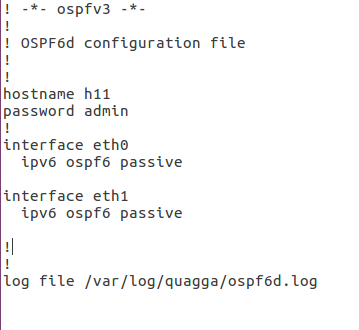 ! -*- ospfv3 -*-
!
! OSPF6d configuration file
!
!
hostname h11
password admin
!
interface eth0
  ipv6 ospf6 passive

interface eth1
  ipv6 ospf6 passive

!
!
log file /var/log/quagga/ospf6d.log